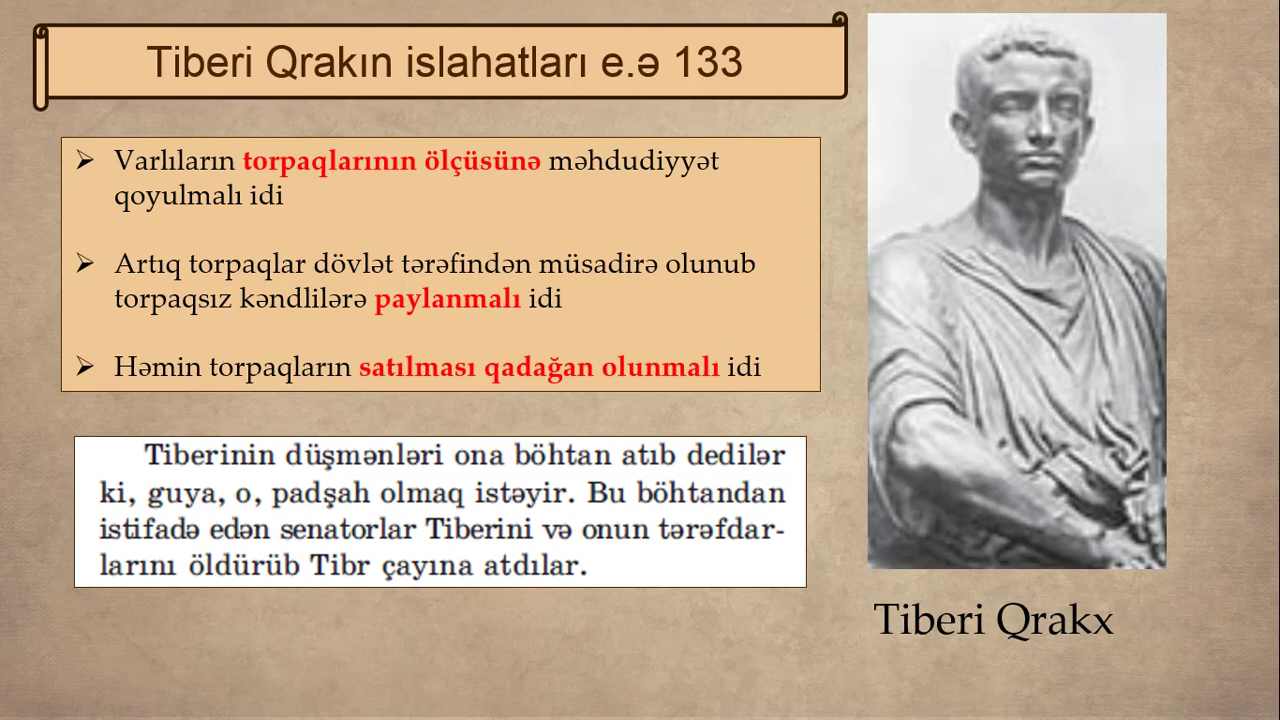 Tiberi Qrakın islahatları e.ə 133
Varlıların torpaqlarının ölçüsünə məhdudiyyət
qoyulmalı idi
Artıq torpaqlar dövlət tərəfindən müsadirə olunub
torpaqsız kəndlilərə paylanmalı idi
Həmin torpaqların satılması qadağan olunmalı idi
Tiberinin düşmənləri ona böhtan atıb dedilər
ki, guya, o, padşah olmaq istəyir. Bu böhtandan
istifadə edən senatorlar Tiberini və onun tərəfdar-
larını öldürüb Tibr çayına atdılar.
Tiberi Qrakx